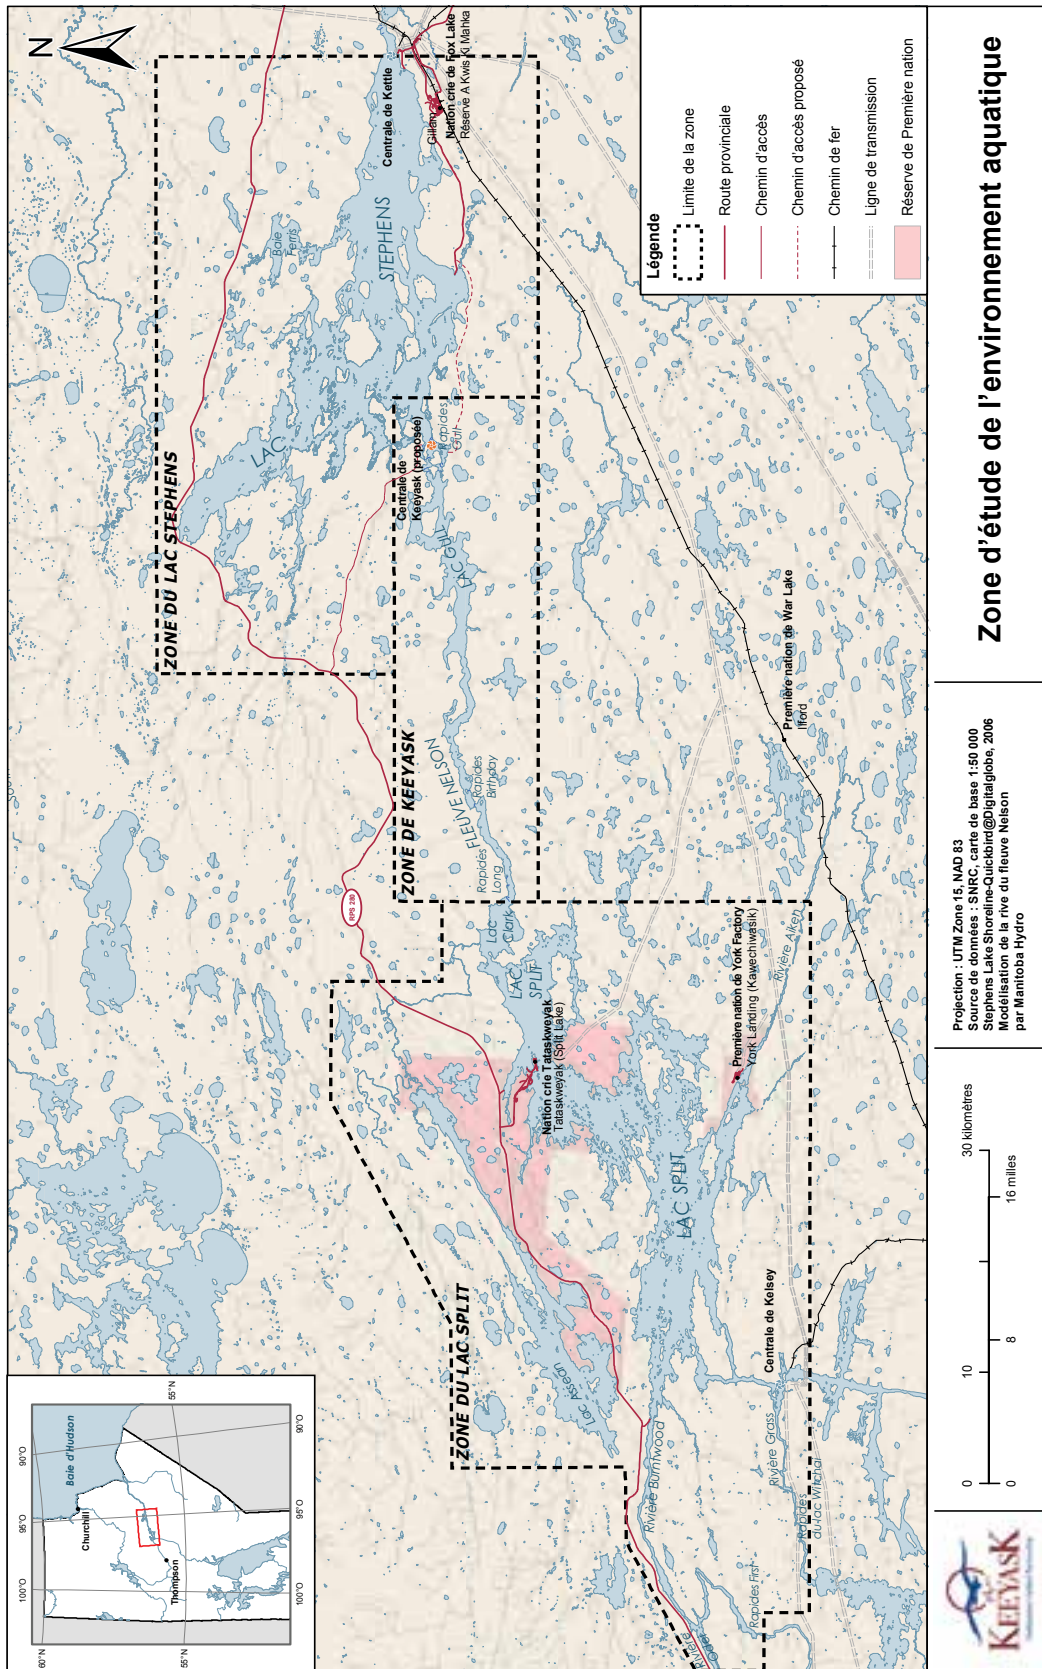 N
ZONE DU LAC STEPHENS
ZONE DE KEEYASK
ZONE DU LAC SPLIT
Centrale de Kettle
Gillam
Nation crie de Fox Lake
Réserve A Kwis Ki Mahka
Baie
Ferris
STEPHENS
LAC
Centrale de
Keeyask (proposée)
Rapides
Gull
LAC GULL
FLEUVE NELSON
Rapides
Birthday
Rapides
Long
Lac
Clark
LAC
SPLIT
RPS 280
Nation crie Tataskweyak
Tataskweyak (Split Lake)
Première nation de York Factory
York Landing (Kawechiwasik)
Rivière Aiken
Première nation de War Lake
Ilford
LAC SPLIT
Lac Assean
Centrale de Kelsey
Rivière Grass
Rapides
du lac Witchai
Rivière Burntwood
Rapides First
Rivière
Odei
Légende
Limite de la zone
Route provinciale
Chemin d'accès
Chemin d'accès proposé
Chemin de fer
Ligne de transmission
Réserve de Première nation
60°N
55°N
100°O
95°O
90°O
Baie d'Hudson
Churchill
Thompson
55°N
100°O
95°O
90°O
KEEYASK
0
10
30 kilomètres
0
8
16 milles
Projection : UTM Zone 15, NAD 83
Source de données : SNRC, carte de base 1:50 000
Stephens Lake Shoreline-Quickbird@Digitalglobe, 2006
Modélisation de la rive du fleuve Nelson
par Manitoba Hydro
Zone d'étude de l'environnement aquatique